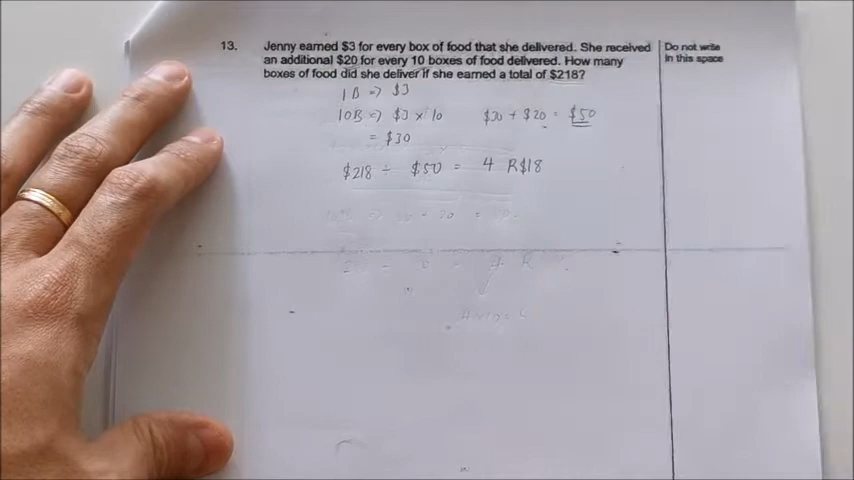 13. Jenny earned $3 for every box of food that she delivered. She received
an additional $20 for every 10 boxes of food delivered. How many
boxes of food did she deliver if she earned a total of $218?
Do not write
in this space
1B => $3
10B => $3 x 10
= $30
$30 + $20 = $50
$218 ÷ $50 = 4 R$18